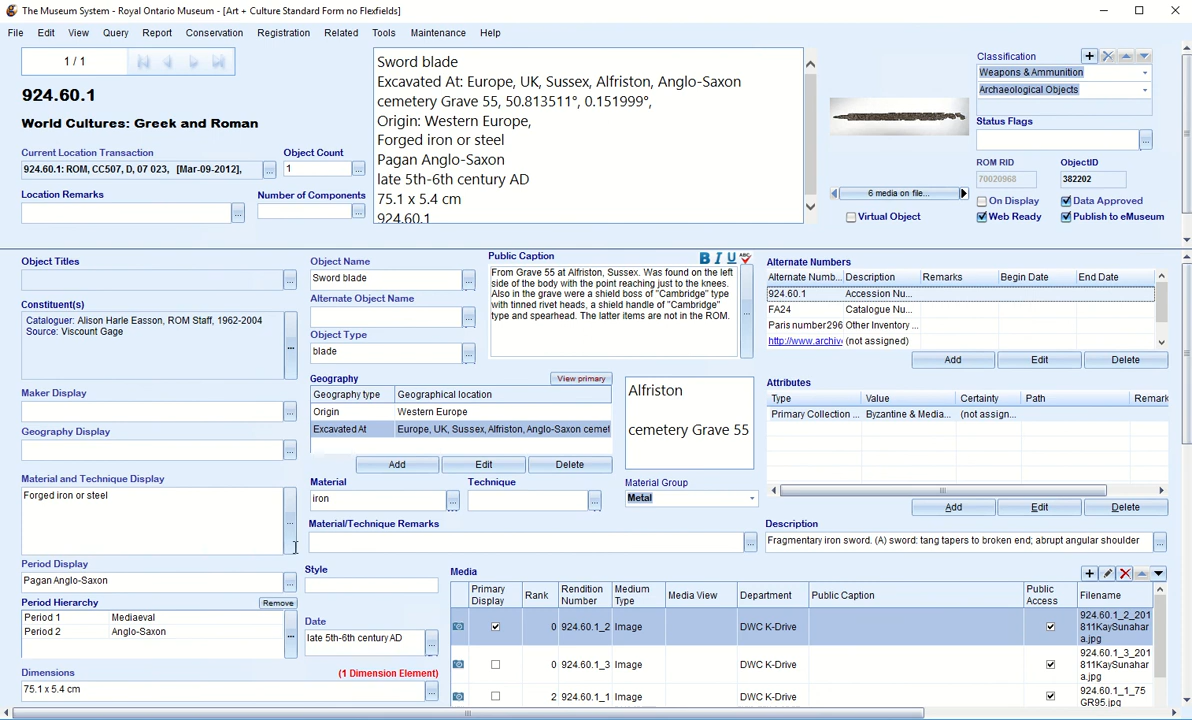 The Museum System - Royal Ontario Museum - [Art + Culture Standard Form no Flexfields]
File Edit View Query Report Conservation Registration Related Tools Maintenance Help
1 / 1
924.60.1
World Cultures: Greek and Roman
Current Location Transaction
924.60.1: ROM, CC507, D, 07 023, [Mar-09-2012],
Object Count
1
Location Remarks
Number of Components
Sword blade
Excavated At: Europe, UK, Sussex, Alfriston, Anglo-Saxon
cemetery Grave 55, 50.813511°, 0.151999°,
Origin: Western Europe,
Forged iron or steel
Pagan Anglo-Saxon
late 5th-6th century AD
75.1 x 5.4 cm
924.60.1
6 media on file...
Virtual Object
Classification
Weapons & Ammunition
Archaeological Objects
Status Flags
ROM RID
70020968
ObjectID
382202
On Display
Data Approved
Web Ready
Publish to eMuseum
Object Titles
Constituent(s)
Cataloguer: Alison Harle Easson, ROM Staff, 1962-2004
Source: Viscount Gage
Maker Display
Geography Display
Material and Technique Display
Forged iron or steel
Period Display
Pagan Anglo-Saxon
Period Hierarchy
Remove
Period 1 Mediaeval
Period 2 Anglo-Saxon
Dimensions
(1 Dimension Element)
75.1 x 5.4 cm
Object Name
Sword blade
Alternate Object Name
Object Type
blade
Public Caption
B I U ABC
From Grave 55 at Alfriston, Sussex. Was found on the left
side of the body with the point reaching just to the knees.
Also in the grave were a shield boss of "Cambridge" type
with tinned rivet heads, a shield handle of "Cambridge"
type and spearhead. The latter items are not in the ROM.
Geography
View primary
Geography type Geographical location
Origin Western Europe
Excavated At Europe, UK, Sussex, Alfriston, Anglo-Saxon cemet
Add Edit Delete
Alfriston
cemetery Grave 55
Material
iron
Technique
Material Group
Metal
Material/Technique Remarks
Style
Date
late 5th-6th century AD
Alternate Numbers
Alternate Numb... Description Remarks Begin Date End Date
924.60.1 Accession Nu...
FA24 Catalogue Nu...
Paris number296 Other Inventory ...
http://www.archiv (not assigned)
Add Edit Delete
Attributes
Type Value Certainty Path Remark
Primary Collection ... Byzantine & Media... (not assign...
Add Edit Delete
Description
Fragmentary iron sword. (A) sword: tang tapers to broken end; abrupt angular shoulder
Media
Primary Display Rank Rendition Number Medium Type Media View Department Public Caption Public Access Filename
0 924.60.1_2 Image DWC K-Drive 924.60.1_2_201
811KaySunahar
a.jpg
0 924.60.1_3 Image DWC K-Drive 924.60.1_3_201
811KaySunahar
a.jpg
2 924.60.1_1 Image DWC K-Drive 924.60.1_1_75
GR95.jpg